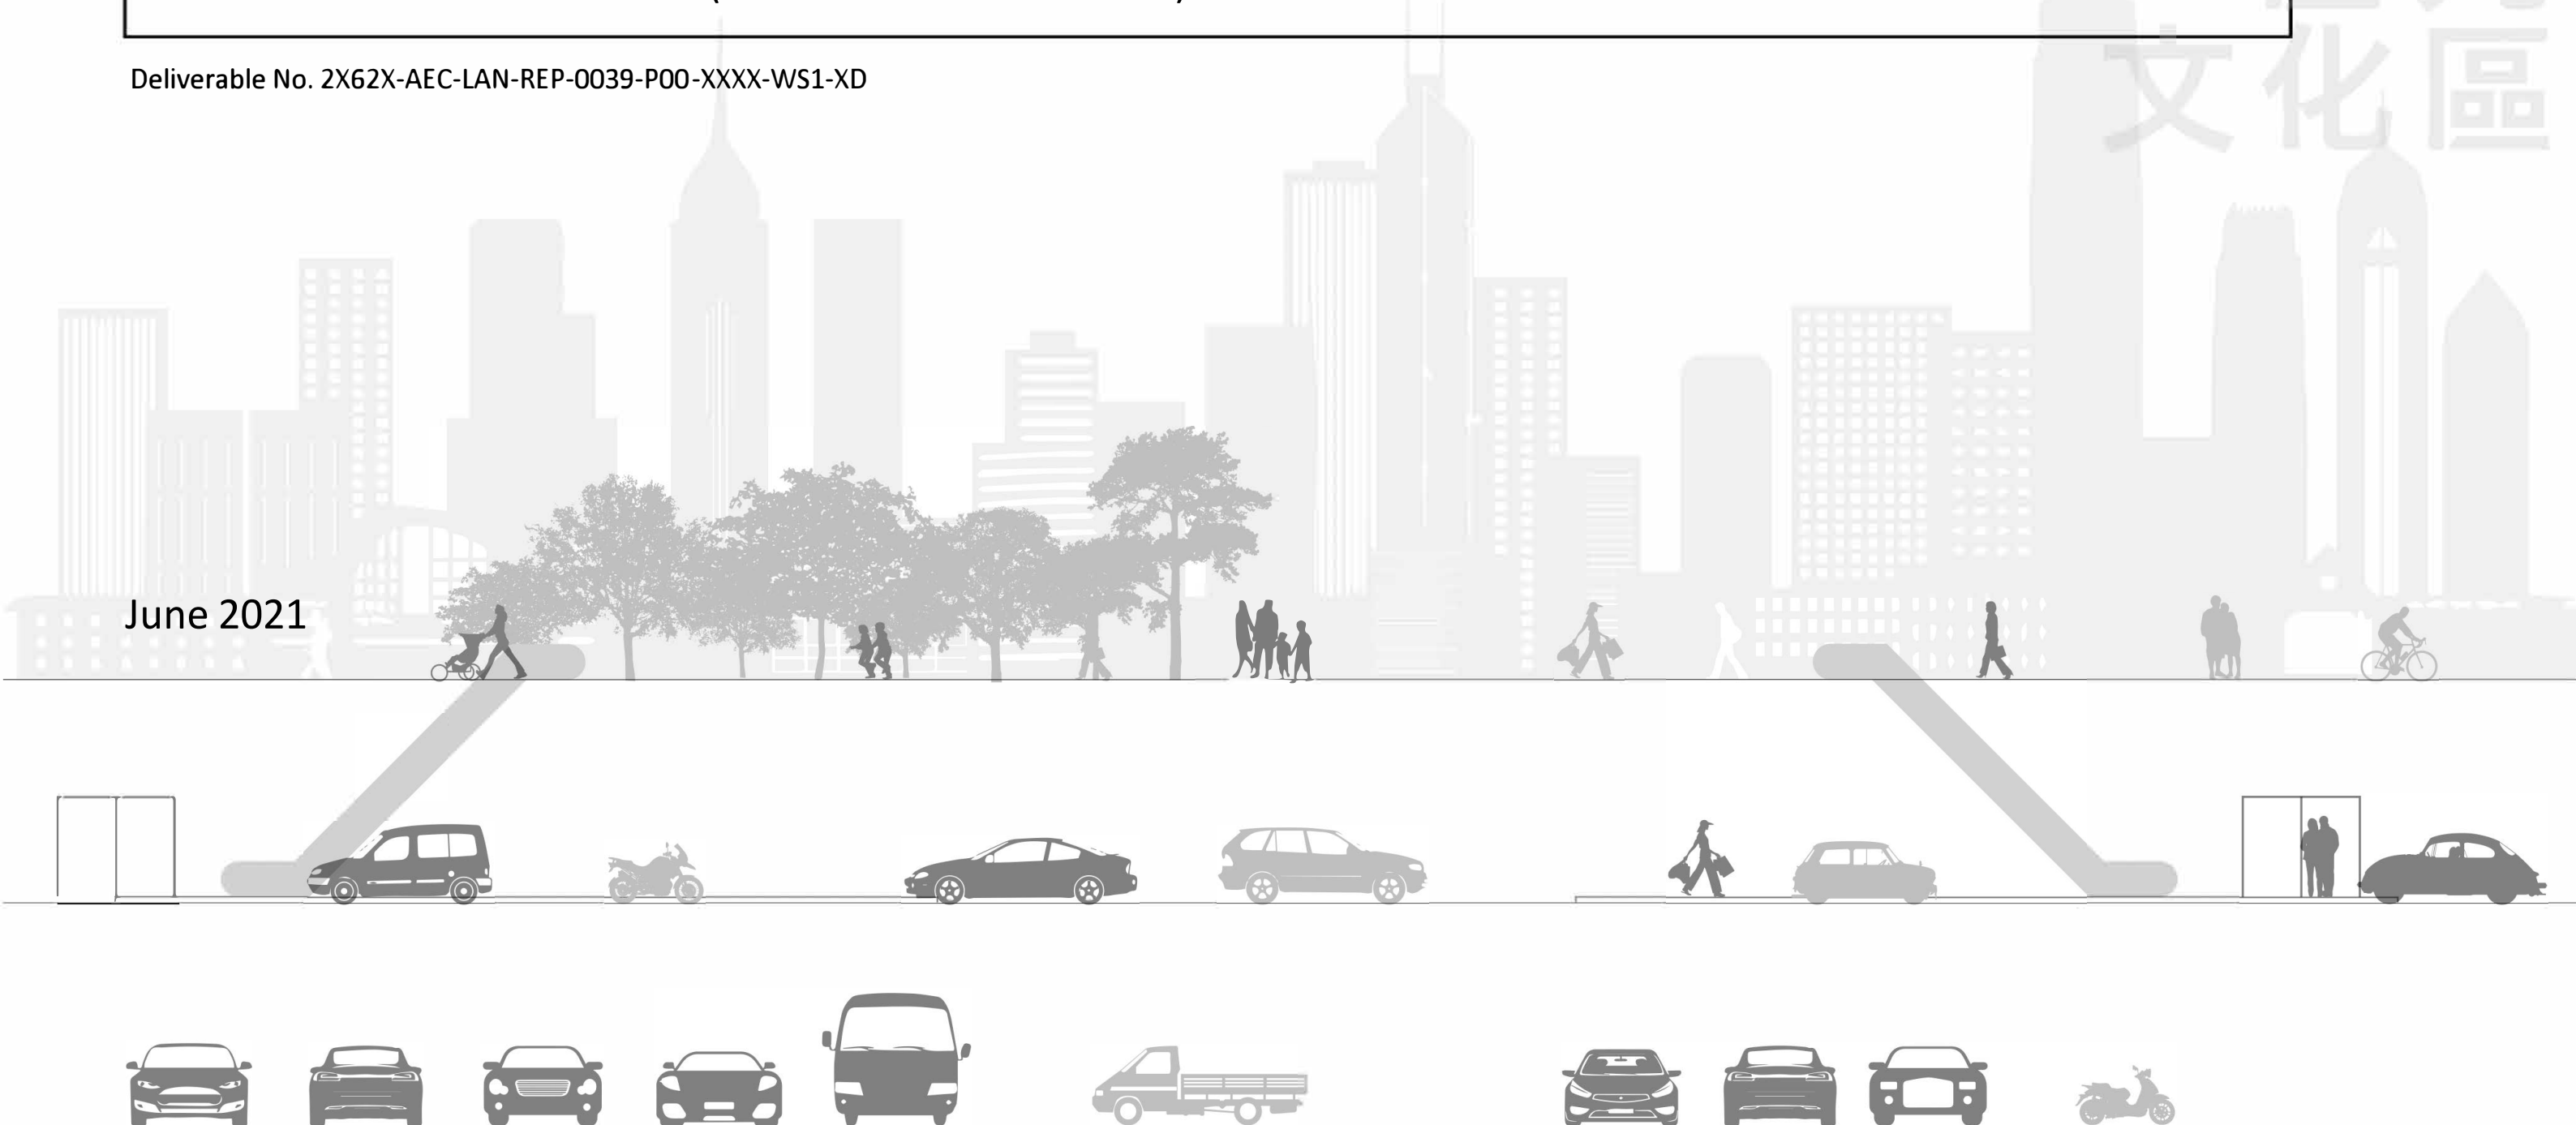 文化區
Deliverable No. 2X62X-AEC-LAN-REP-0039-P00-XXXX-WS1-XD
June 2021